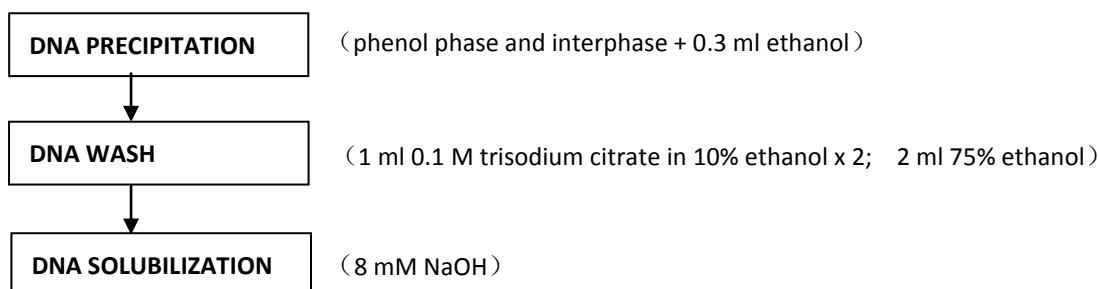 DNA PRECIPITATION （phenol phase and interphase + 0.3 ml ethanol）
DNA WASH （1 ml 0.1 M trisodium citrate in 10% ethanol x 2; 2 ml 75% ethanol）
DNA SOLUBILIZATION （8 mM NaOH）